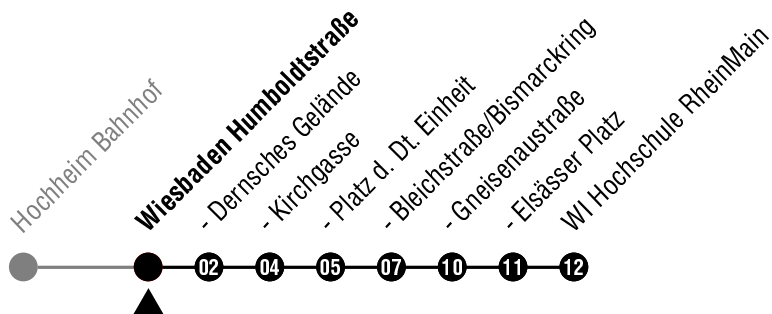 Hochheim Bahnhof
Wiesbaden Humboldtstraße
- Dernsches Gelände
- Kirchgasse
- Platz d. Dt. Einheit
- Bleichstraße/Bismarckring
- Gneisenaustraße
- Elsässer Platz
WI Hochschule RheinMain
02 04 05 07 10 11 12